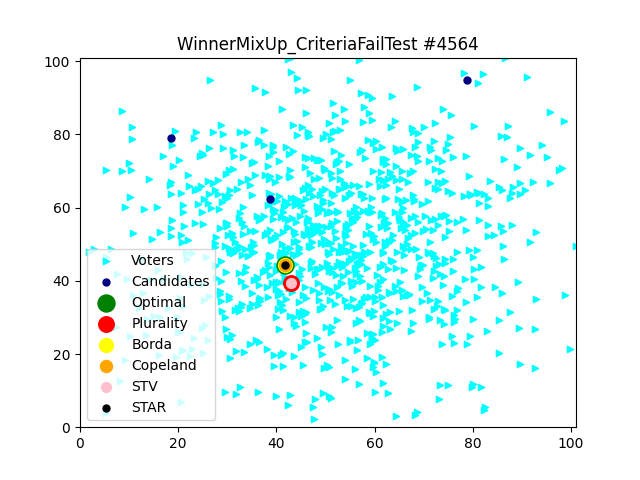 WinnerMixUp_CriteriaFailTest #4564
100
80
60
40
20
0
0 20 40 60 80 100
Voters
Candidates
Optimal
Plurality
Borda
Copeland
STV
STAR